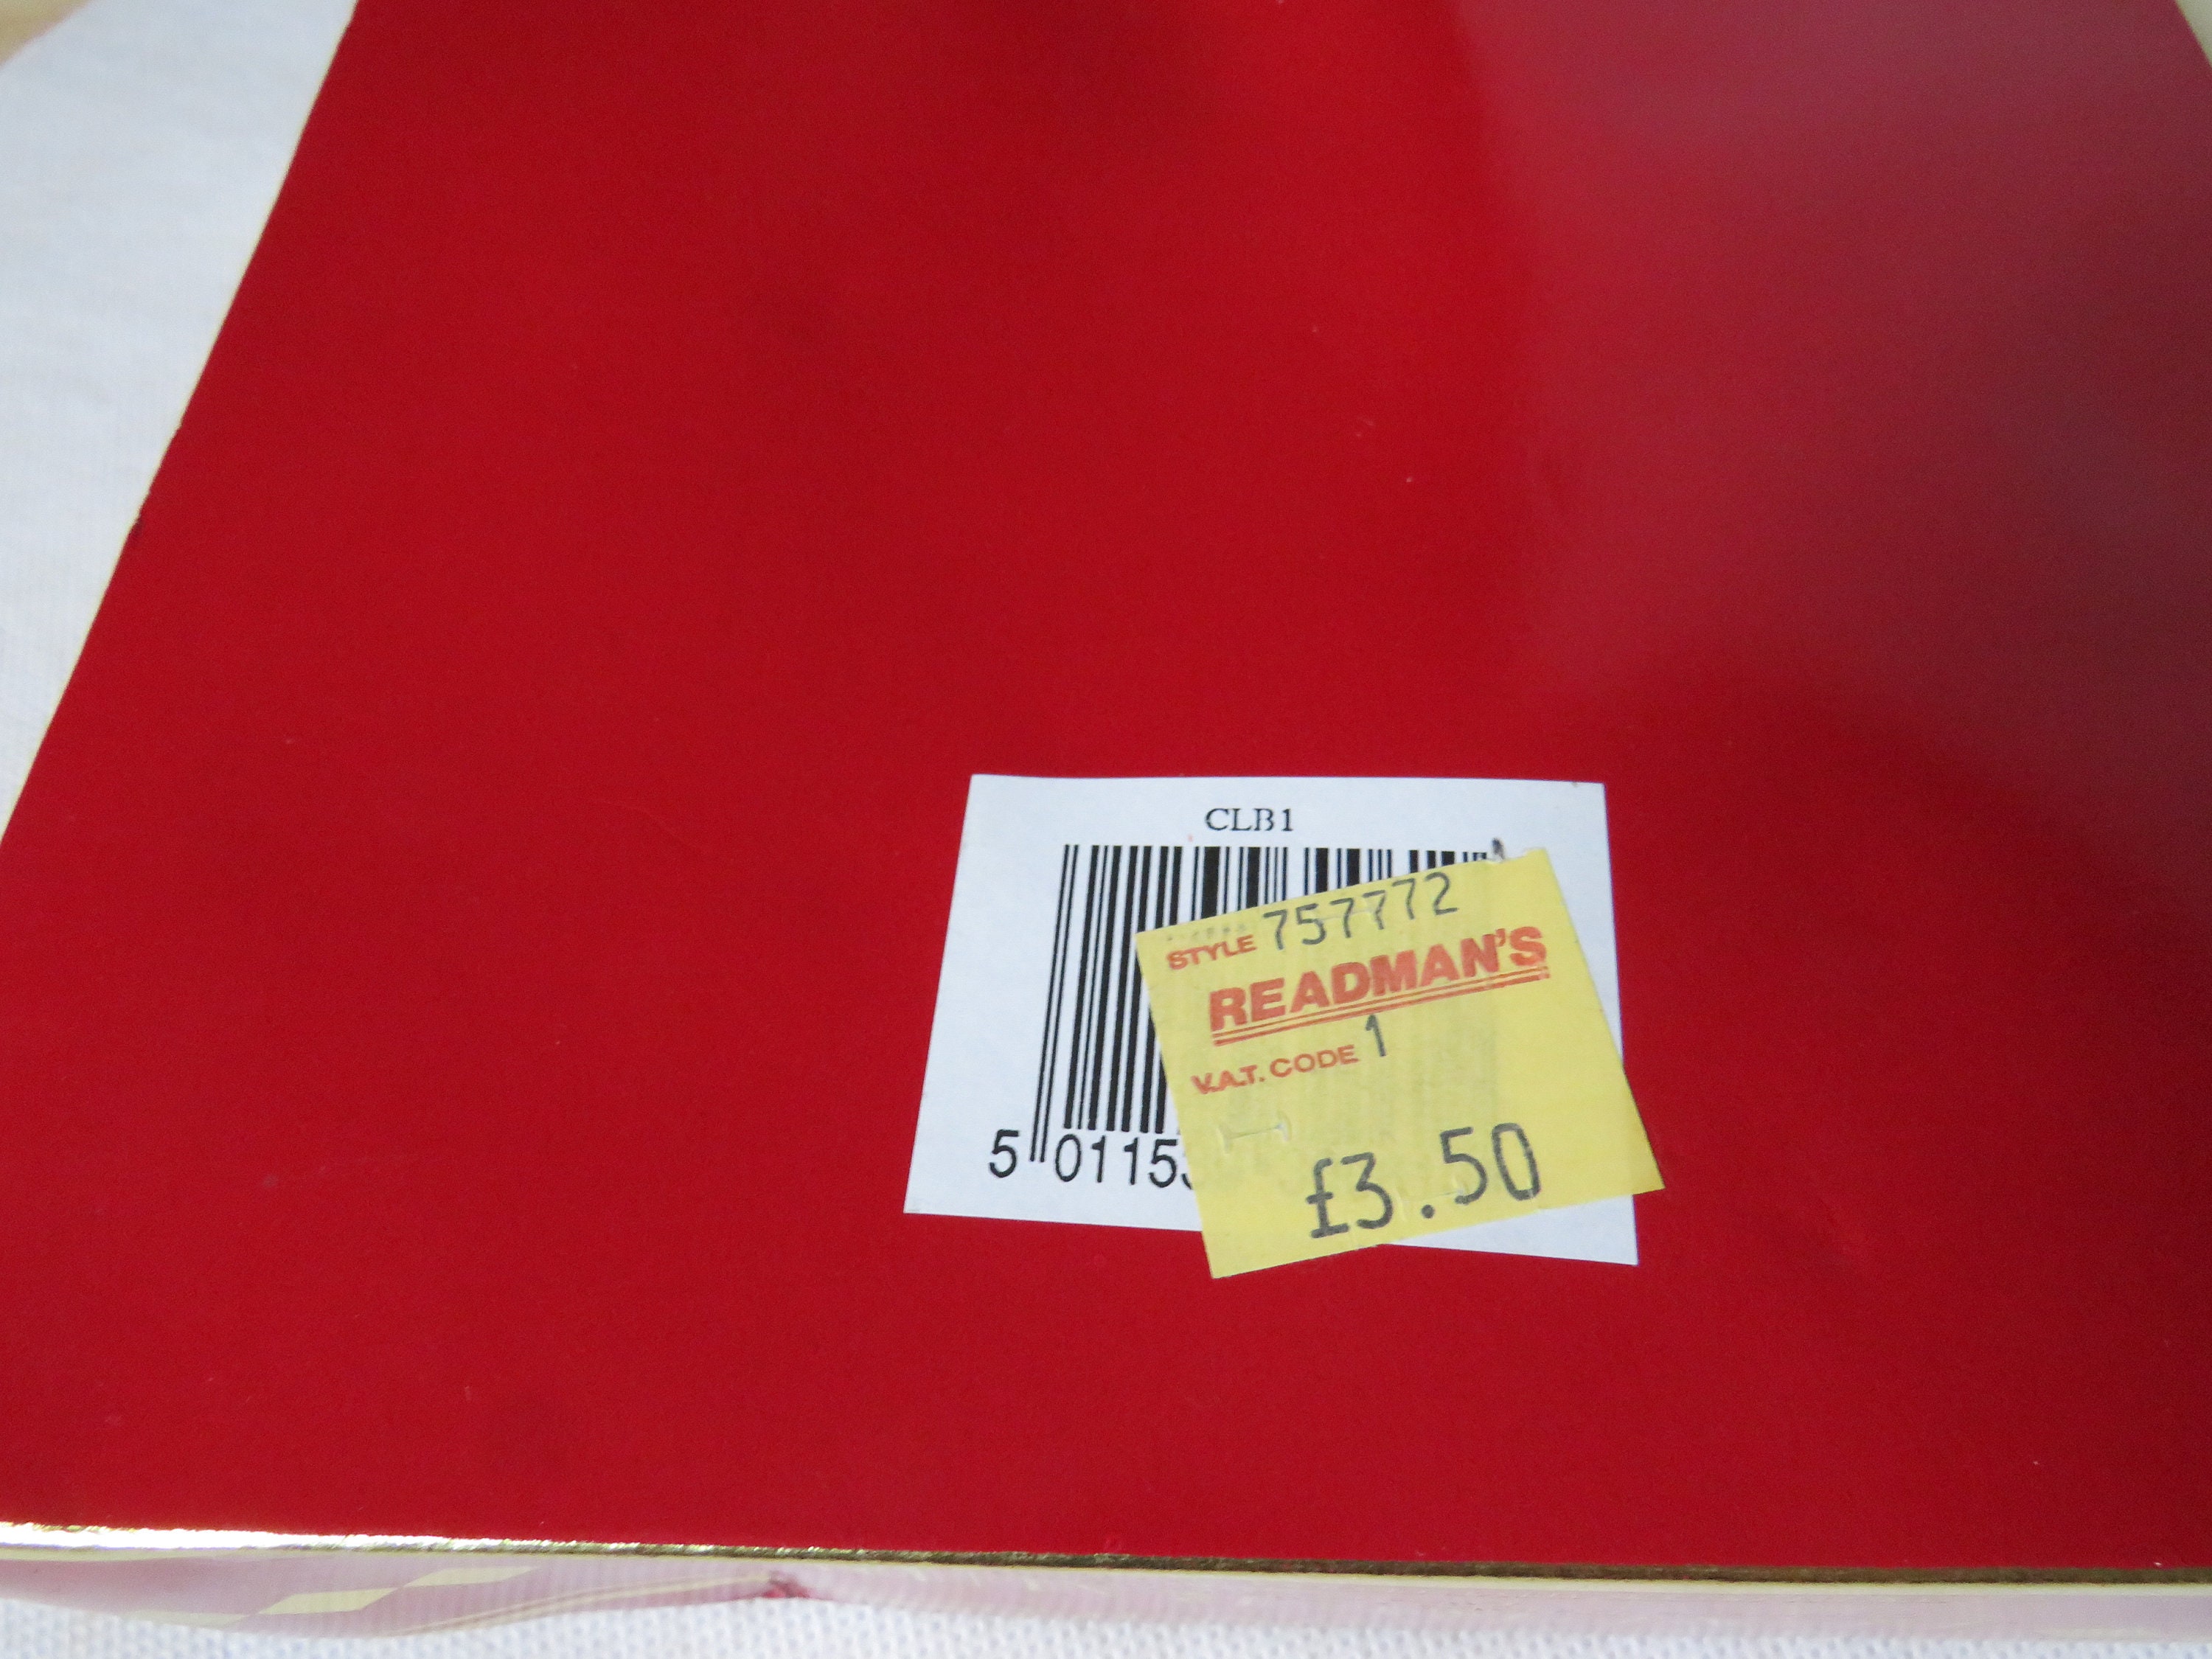 CLB1
STYLE 757772
READMAN'S
V.A.T. CODE 1
£3.50
5 01153